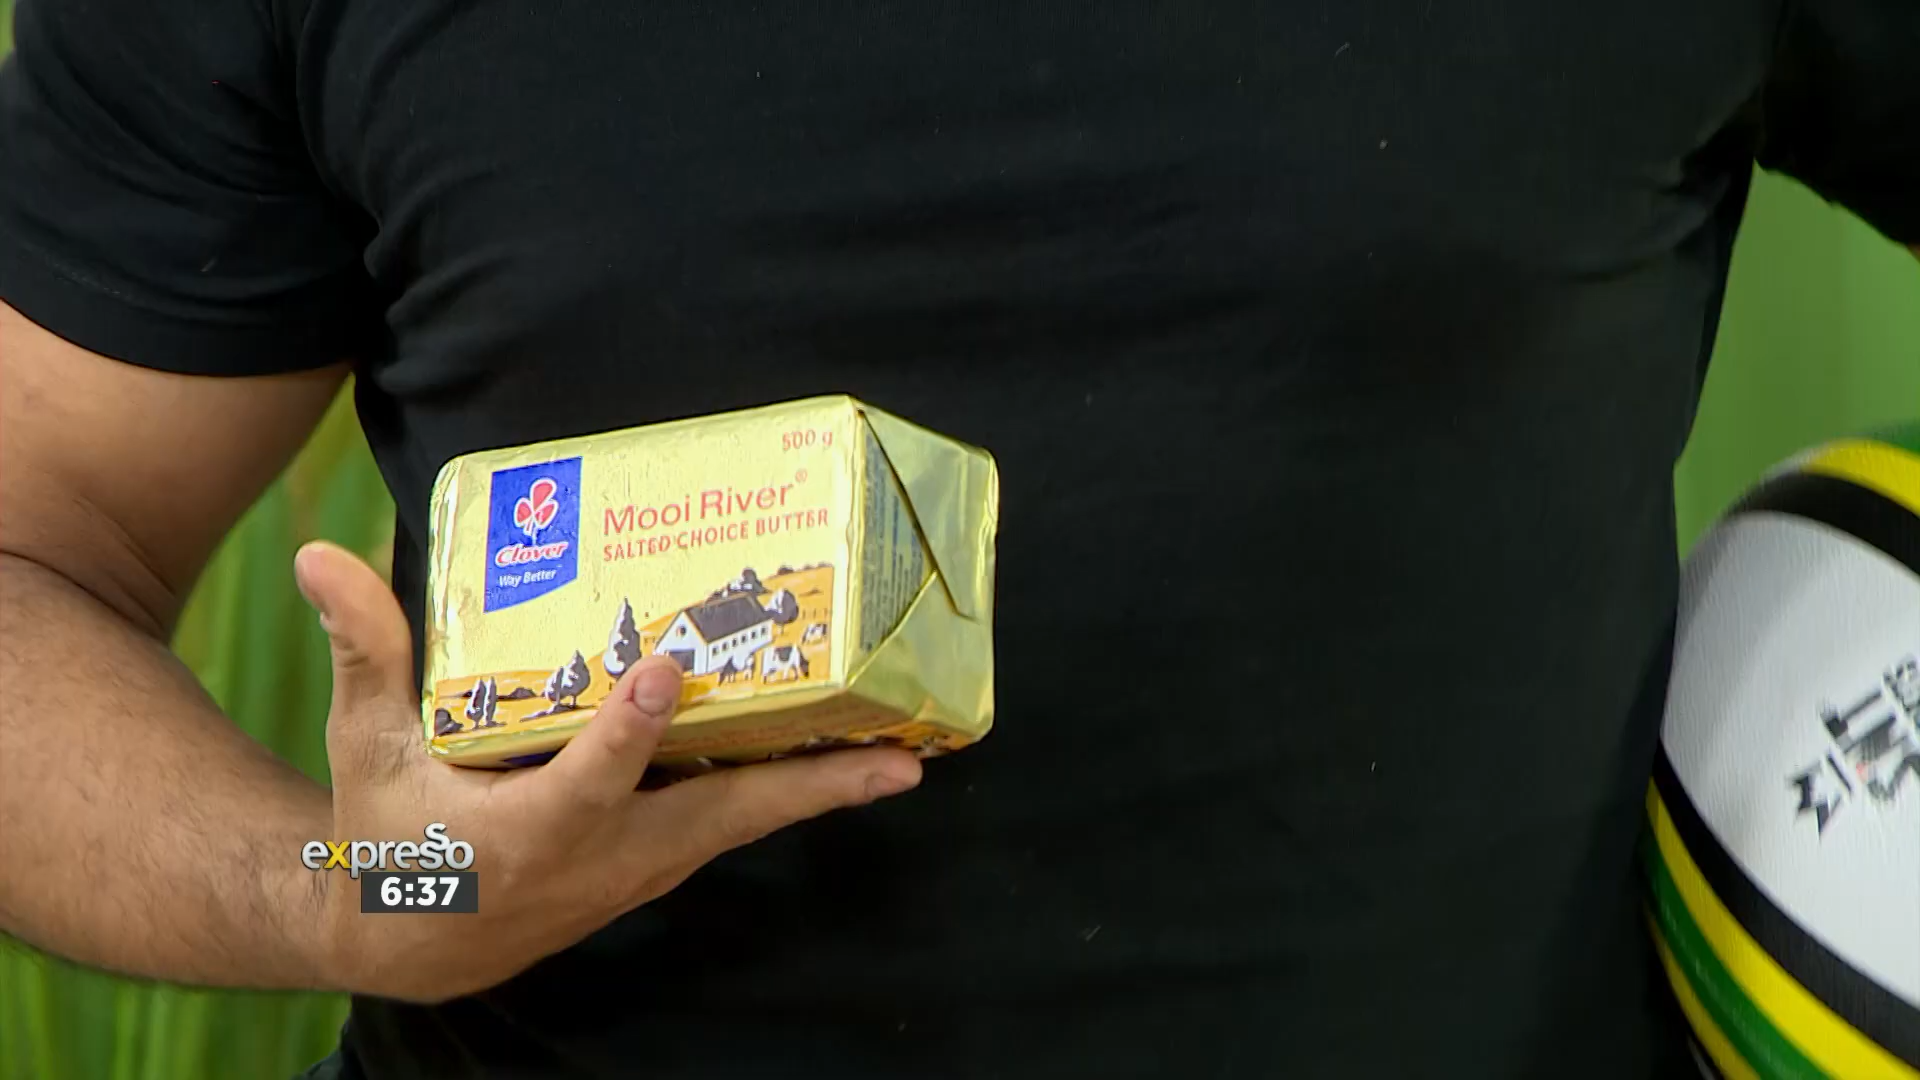 500 g
Mooi River®
SALTED CHOICE BUTTER
Clover
Way Better
expresso
6:37